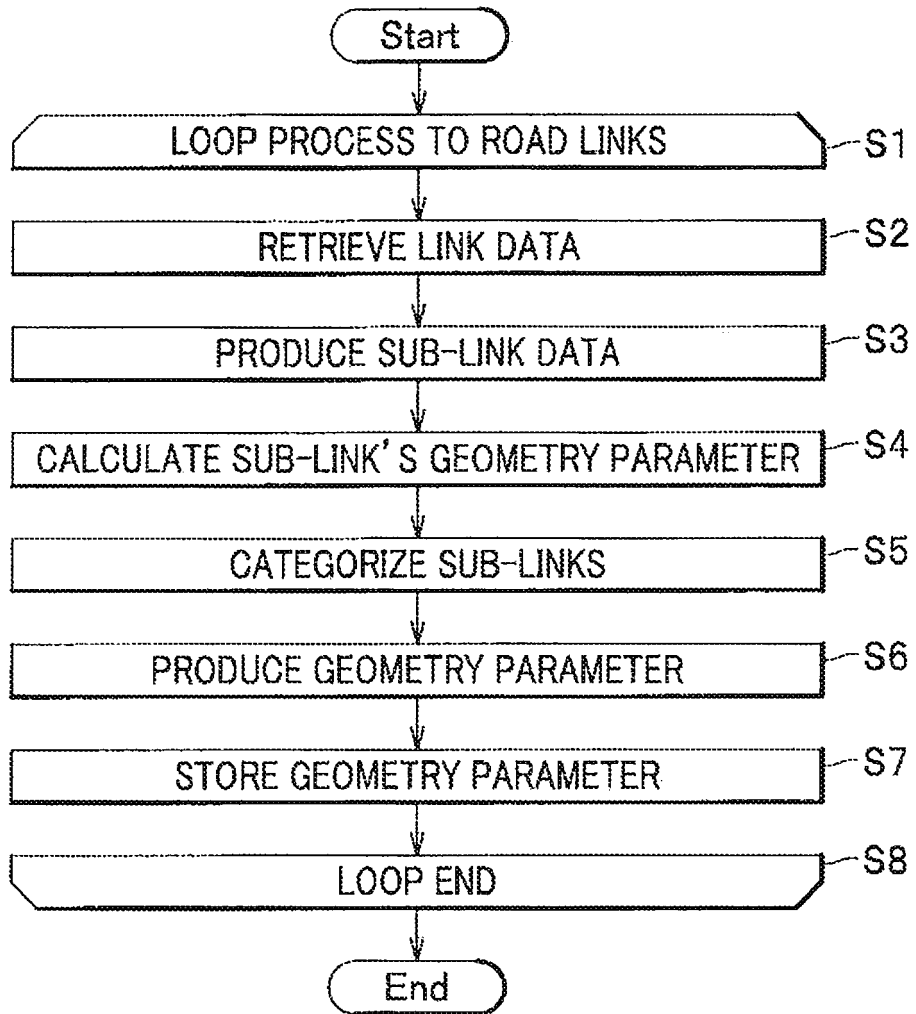 Start
LOOP PROCESS TO ROAD LINKS
S1
RETRIEVE LINK DATA
S2
PRODUCE SUB-LINK DATA
S3
CALCULATE SUB-LINK'S GEOMETRY PARAMETER
S4
CATEGORIZE SUB-LINKS
S5
PRODUCE GEOMETRY PARAMETER
S6
STORE GEOMETRY PARAMETER
S7
LOOP END
S8
End